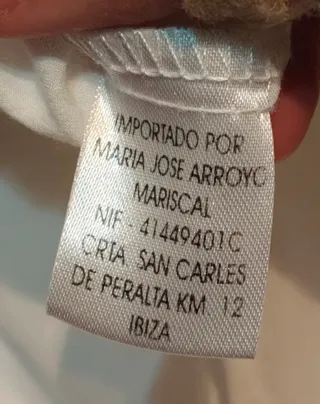 IMPORTADO POR
MARIA JOSE ARROYO
MARISCAL
NIF - 41449401C
CRTA SAN CARLES
DE PERALTA KM 12
IBIZA